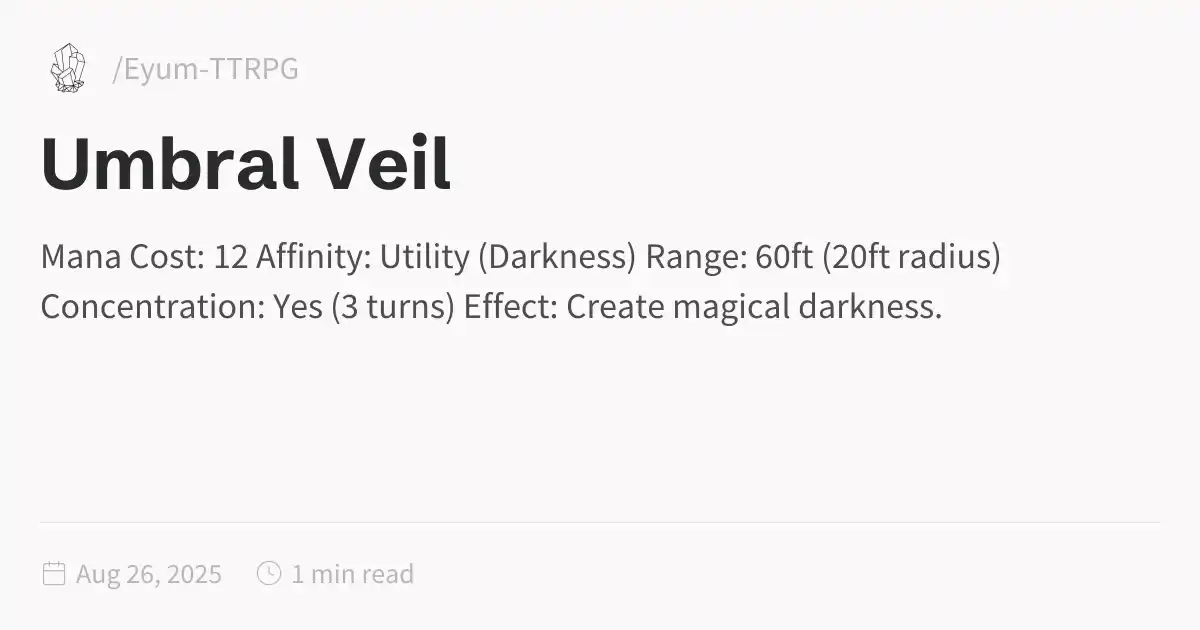 /Eyum-TTRPG
Umbral Veil
Mana Cost: 12 Affinity: Utility (Darkness) Range: 60ft (20ft radius)
Concentration: Yes (3 turns) Effect: Create magical darkness.
Aug 26, 2025 1 min read